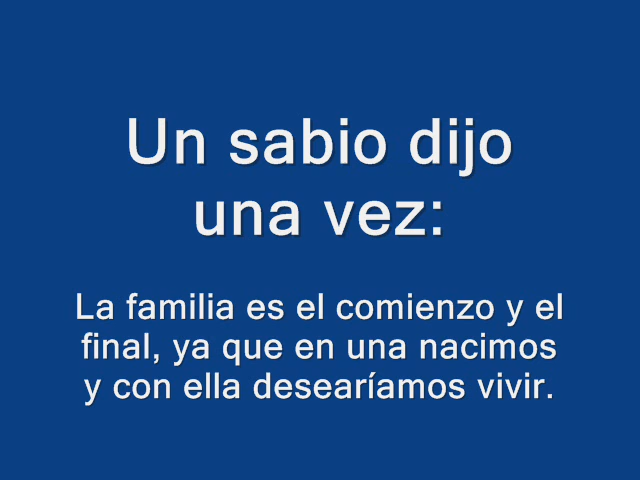 Un sabio dijo
una vez:
La familia es el comienzo y el
final, ya que en una nacimos
y con ella desearíamos vivir.